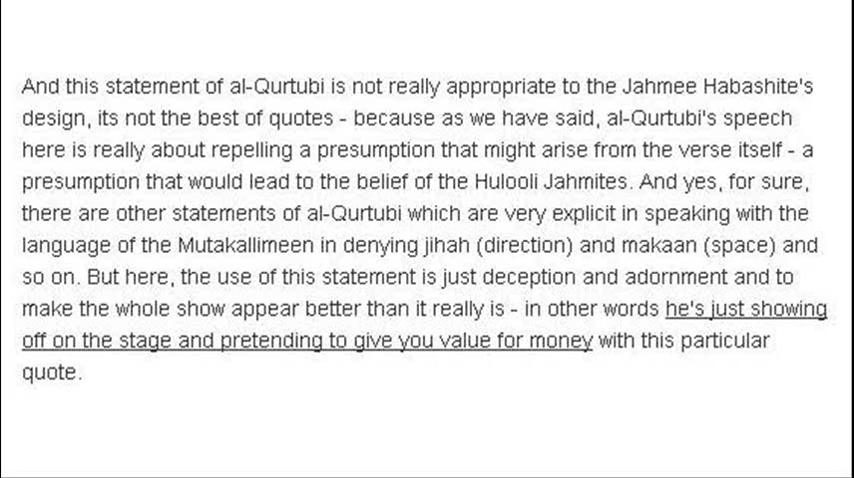 And this statement of al-Qurtubi is not really appropriate to the Jahmee Habashite's
design, its not the best of quotes - because as we have said, al-Qurtubi's speech
here is really about repelling a presumption that might arise from the verse itself - a
presumption that would lead to the belief of the Hulooli Jahmites. And yes, for sure,
there are other statements of al-Qurtubi which are very explicit in speaking with the
language of the Mutakallimeen in denying jihah (direction) and makaan (space) and
so on. But here, the use of this statement is just deception and adornment and to
make the whole show appear better than it really is - in other words he's just showing
off on the stage and pretending to give you value for money with this particular
quote.